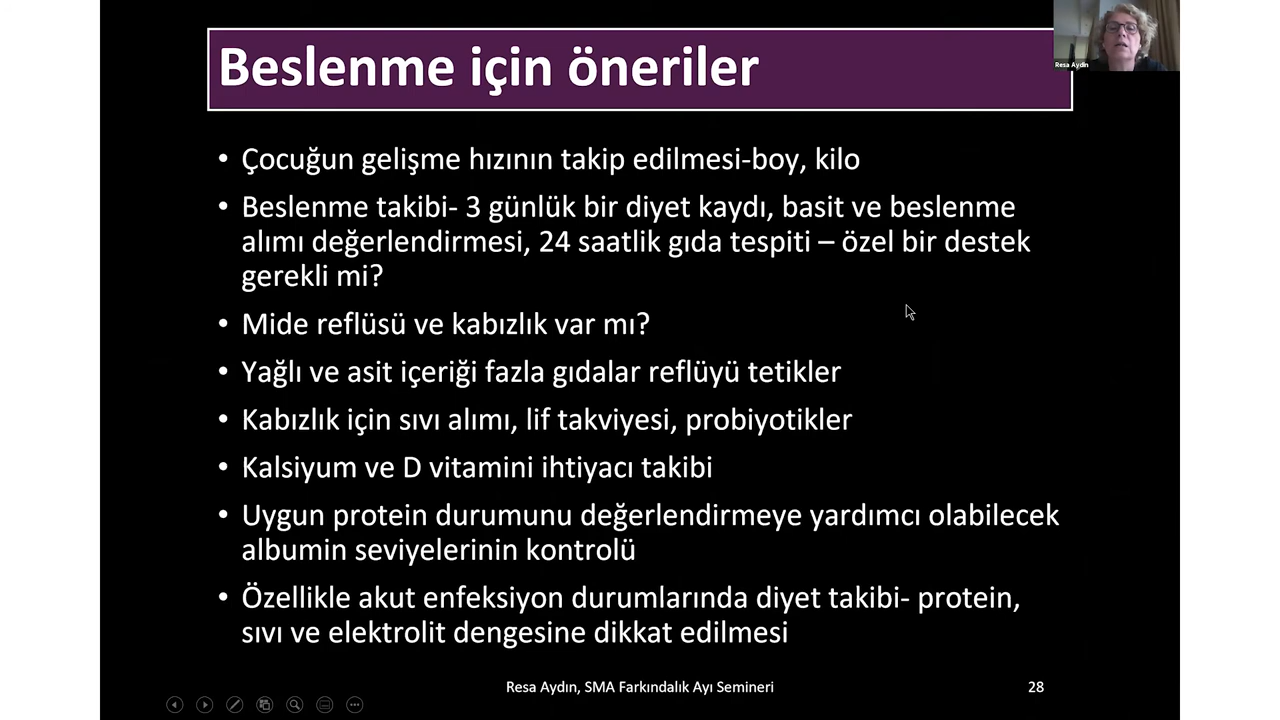 Beslenme için öneriler
Resa Aydın
• Çocuğun gelişme hızının takip edilmesi-boy, kilo
• Beslenme takibi- 3 günlük bir diyet kaydı, basit ve beslenme
alımı değerlendirmesi, 24 saatlik gıda tespiti – özel bir destek
gerekli mi?
• Mide reflüsü ve kabızlık var mı?
• Yağlı ve asit içeriği fazla gıdalar reflüyü tetikler
• Kabızlık için sıvı alımı, lif takviyesi, probiyotikler
• Kalsiyum ve D vitamini ihtiyacı takibi
• Uygun protein durumunu değerlendirmeye yardımcı olabilecek
albumin seviyelerinin kontrolü
• Özellikle akut enfeksiyon durumlarında diyet takibi- protein,
sıvı ve elektrolit dengesine dikkat edilmesi
Resa Aydın, SMA Farkındalık Ayı Semineri
28